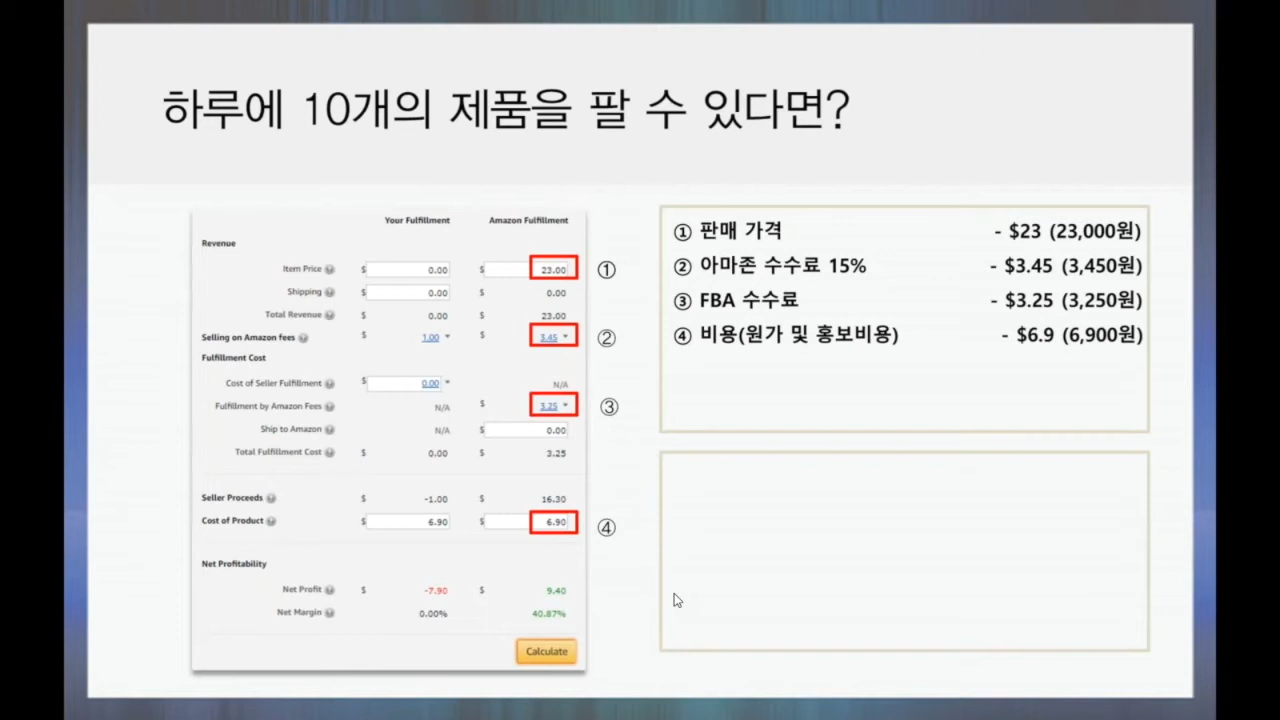 하루에 10개의 제품을 팔 수 있다면?
Your Fulfillment Amazon Fulfillment
Revenue
Item Price $ 0.00 $ 23.00 ①
Shipping $ 0.00 $ 0.00
Total Revenue $ 0.00 $ 23.00
Selling on Amazon fees $ 1.00 $ 3.45 ②
Fulfillment Cost
Cost of Seller Fulfillment $ 0.00 N/A
Fulfillment by Amazon Fees N/A $ 3.25 ③
Ship to Amazon N/A $ 0.00
Total Fulfillment Cost $ 0.00 $ 3.25
Seller Proceeds $ -1.00 $ 16.30
Cost of Product $ 6.90 $ 6.90 ④
Net Profitability
Net Profit $ -7.90 $ 9.40
Net Margin 0.00% 40.87%
Calculate
① 판매 가격 - $23 (23,000원)
② 아마존 수수료 15% - $3.45 (3,450원)
③ FBA 수수료 - $3.25 (3,250원)
④ 비용(원가 및 홍보비용) - $6.9 (6,900원)